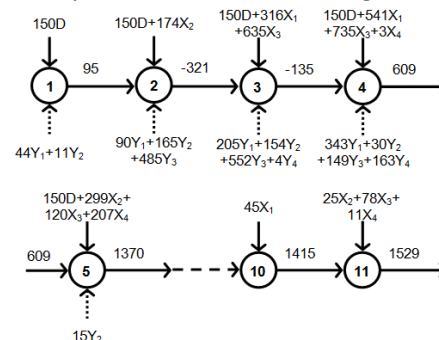 150D
150D+174X₂
150D+316X₁
+635X₃
150D+541X₁
+735X₃+3X₄
1 95 2 -321 3 -135 4 609
44Y₁+11Y₂
90Y₁+165Y₂
+485Y₃
205Y₁+154Y₂
+552Y₃+4Y₄
343Y₁+30Y₂
+149Y₃+163Y₄
150D+299X₂+
120X₃+207X₄
45X₁
25X₂+78X₃+
11X₄
609 5 1370 10 1415 11 1529
15Y₂